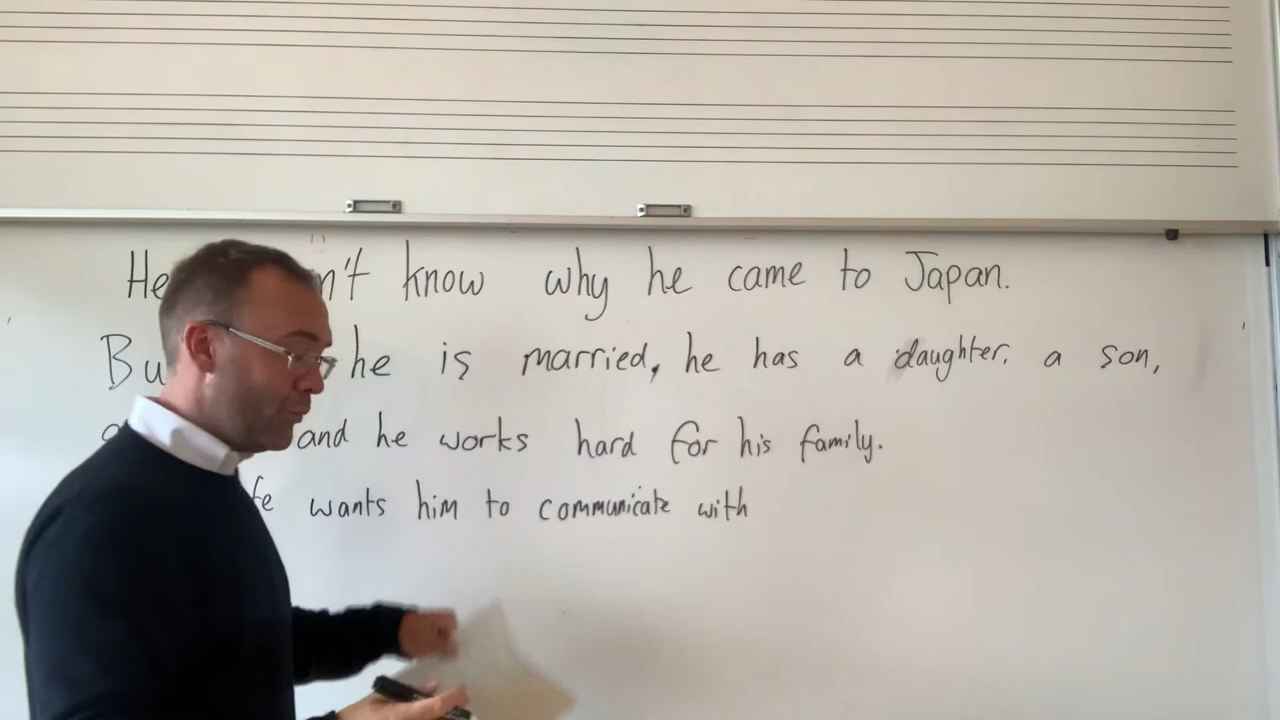 He n't know why he came to Japan.
Bu he is married, he has a daughter, a son,
and he works hard for his family.
fe wants him to communicate with